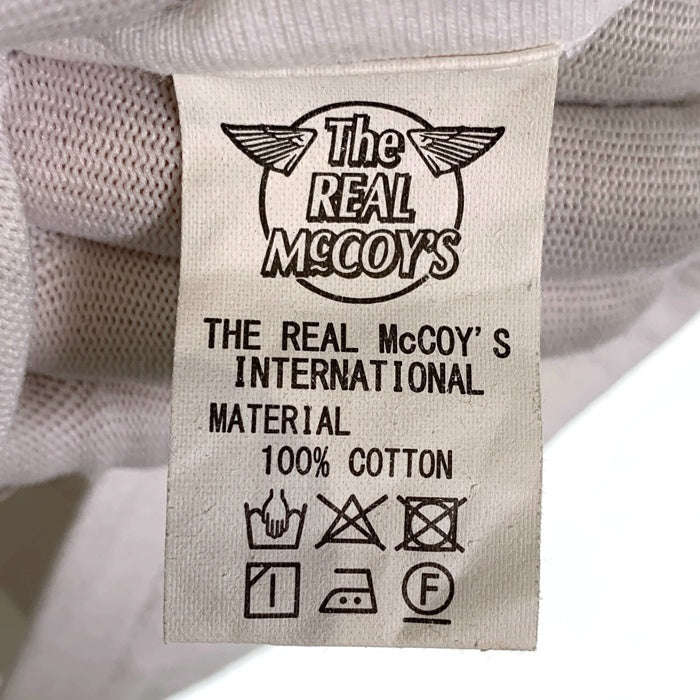 The
REAL
McCOY'S
THE REAL McCOY'S
INTERNATIONAL
MATERIAL
100% COTTON
F